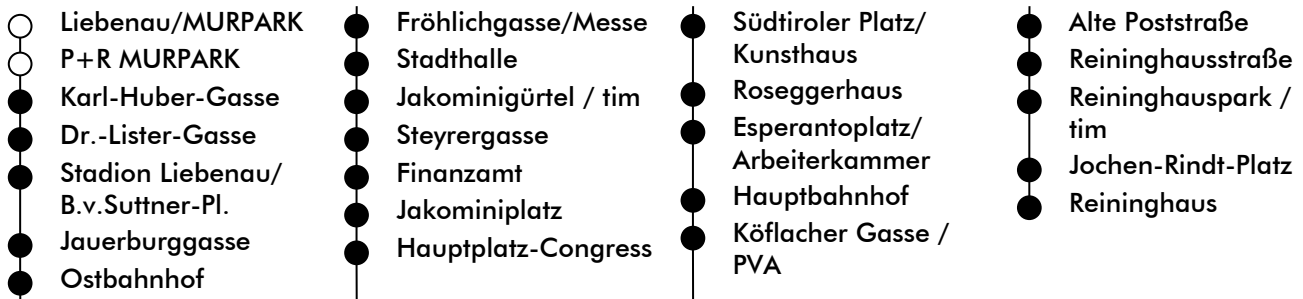 Liebenau/MURPARK
P+R MURPARK
Karl-Huber-Gasse
Dr.-Lister-Gasse
Stadion Liebenau/
B.v.Suttner-Pl.
Jauerburggasse
Ostbahnhof
Fröhlichgasse/Messe
Stadthalle
Jakominigürtel / tim
Steyrergasse
Finanzamt
Jakominiplatz
Hauptplatz-Congress
Südtiroler Platz/
Kunsthaus
Roseggerhaus
Esperantoplatz/
Arbeiterkammer
Hauptbahnhof
Köflacher Gasse /
PVA
Alte Poststraße
Reininghausstraße
Reininghauspark /
tim
Jochen-Rindt-Platz
Reininghaus